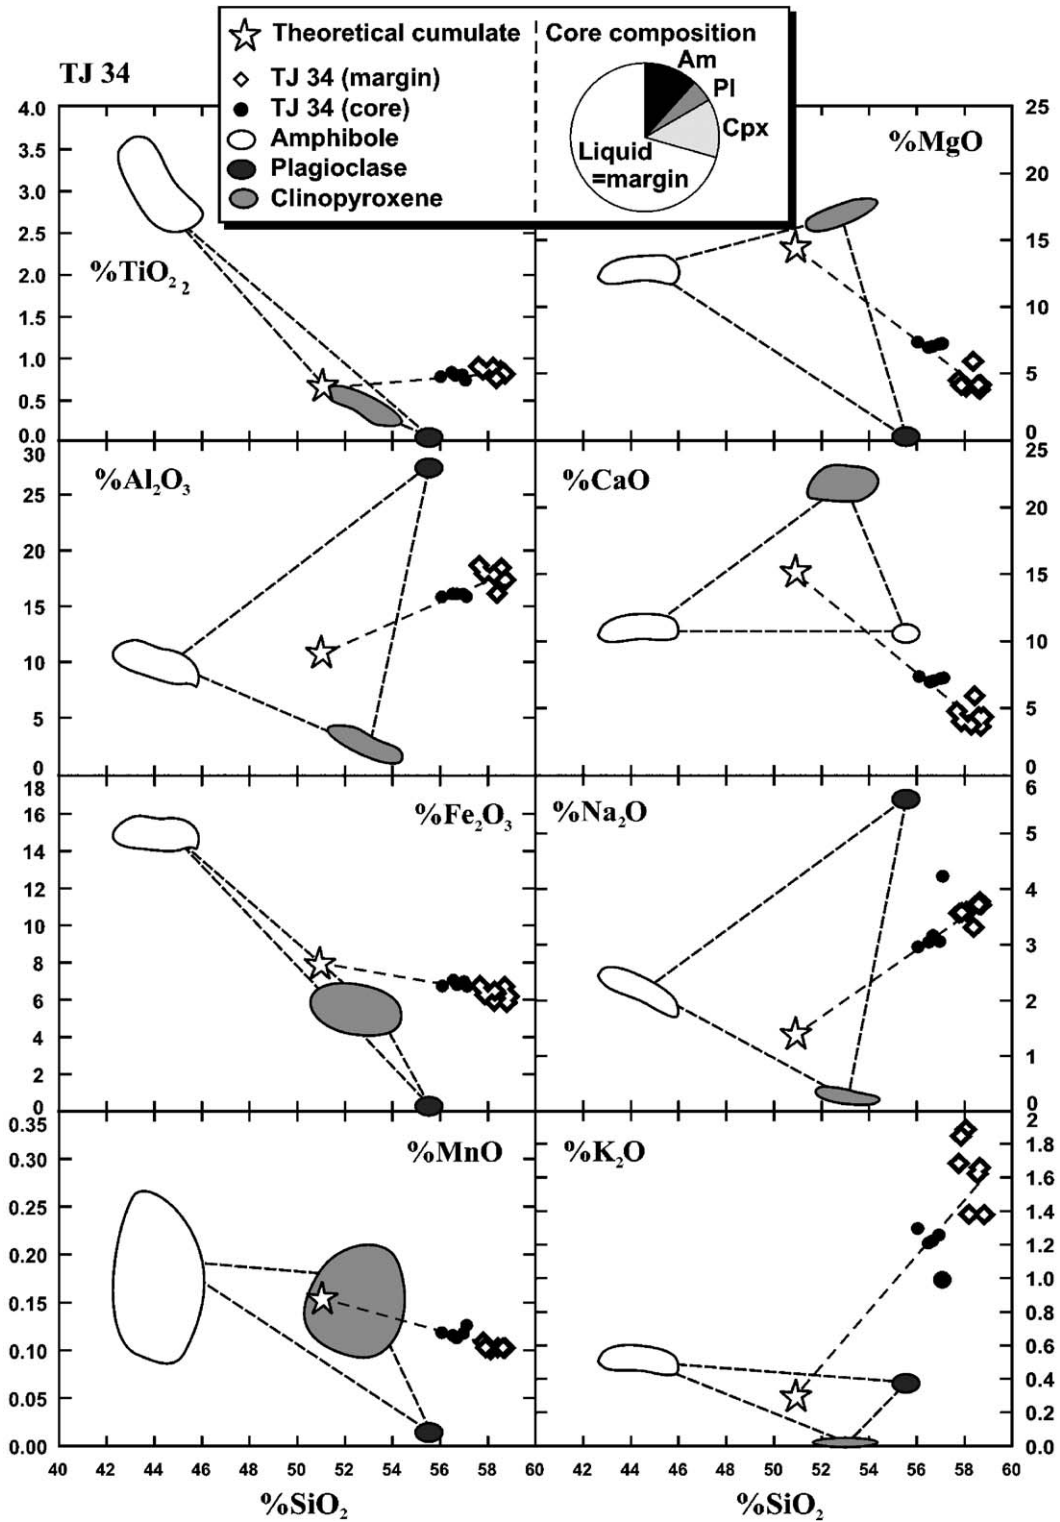 TJ 34
Theoretical cumulate
TJ 34 (margin)
TJ 34 (core)
Amphibole
Plagioclase
Clinopyroxene
Core composition
Am
Pl
Cpx
Liquid
=margin
4.0
3.5
3.0
2.5
2.0
1.5
1.0
0.5
0.0
%TiO₂ ₂
25
20
15
10
5
0
%MgO
30
25
20
15
10
5
0
%Al₂O₃
25
20
15
10
5
0
%CaO
18
16
14
12
10
8
6
4
2
0
%Fe₂O₃
6
5
4
3
2
1
0
%Na₂O
0.35
0.30
0.25
0.20
0.15
0.10
0.05
0.00
%MnO
2
1.8
1.6
1.4
1.2
1.0
0.8
0.6
0.4
0.2
0.0
%K₂O
40 42 44 46 48 50 52 54 56 58 60
42 44 46 48 50 52 54 56 58 60
%SiO₂
%SiO₂